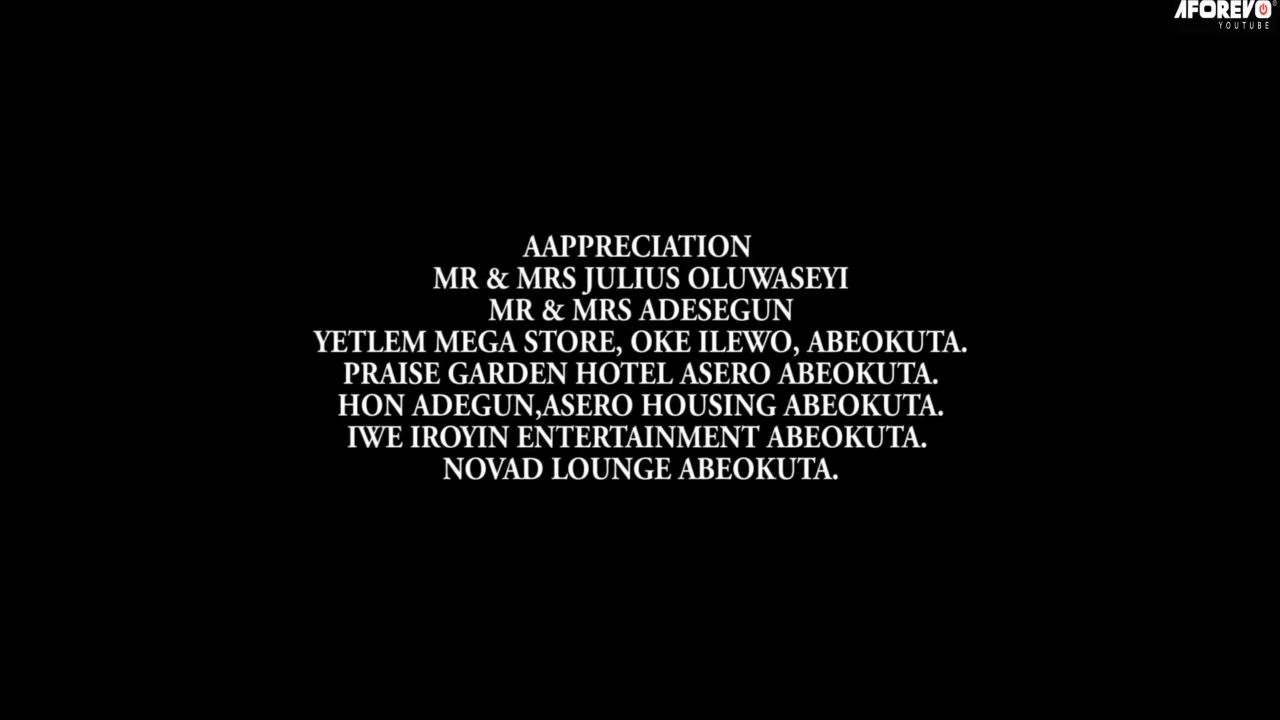 AFOREVO
YOUTUBE
AAPPRECIATION
MR & MRS JULIUS OLUWASEYI
MR & MRS ADESEGUN
YETLEM MEGA STORE, OKE ILEWO, ABEOKUTA.
PRAISE GARDEN HOTEL ASERO ABEOKUTA.
HON ADEGUN,ASERO HOUSING ABEOKUTA.
IWE IROYIN ENTERTAINMENT ABEOKUTA.
NOVAD LOUNGE ABEOKUTA.